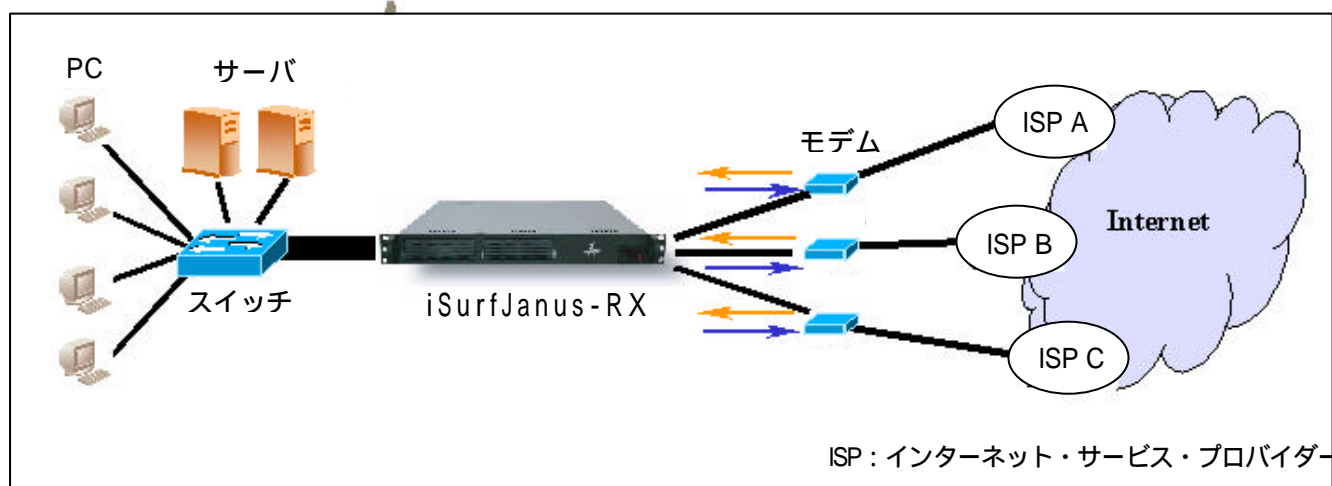 PC
サーバ
モデム
ISP A
ISP B
ISP C
Internet
スイッチ
iSurfJanus-RX
ISP：インターネット・サービス・プロバイダー